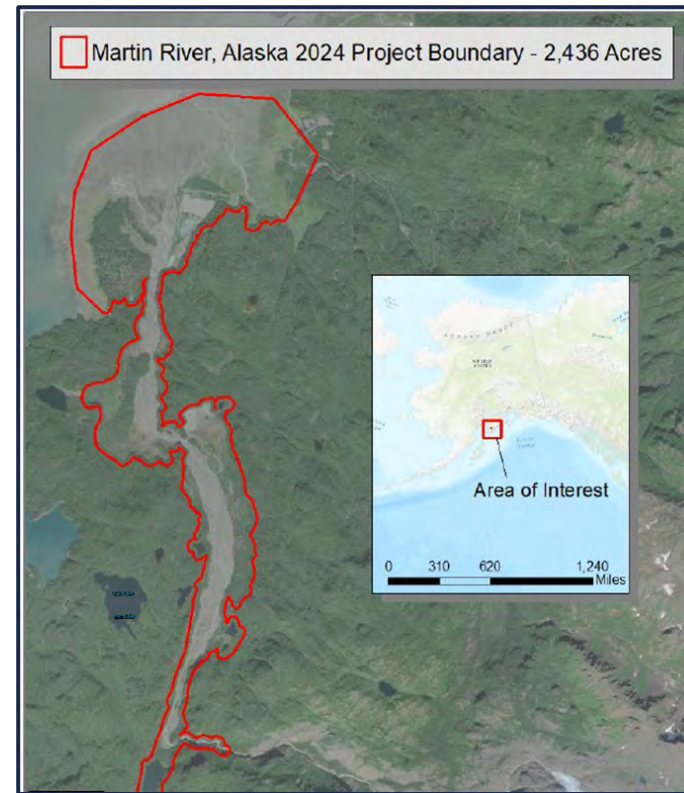 Martin River, Alaska 2024 Project Boundary - 2,436 Acres
Area of Interest
0 310 620 1,240
Miles